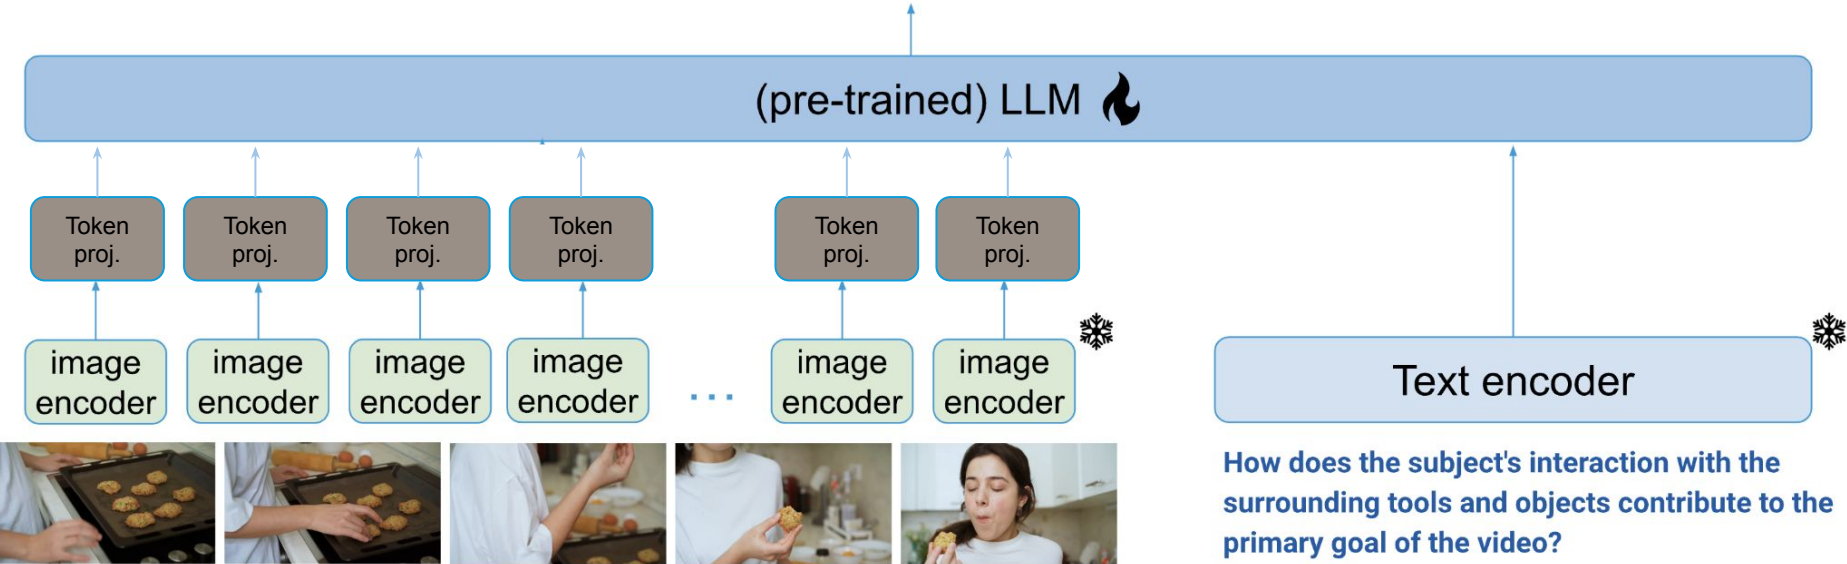 (pre-trained) LLM
Token
proj.
Token
proj.
Token
proj.
Token
proj.
Token
proj.
Token
proj.
image
encoder
image
encoder
image
encoder
image
encoder
...
image
encoder
image
encoder
Text encoder
How does the subject's interaction with the
surrounding tools and objects contribute to the
primary goal of the video?